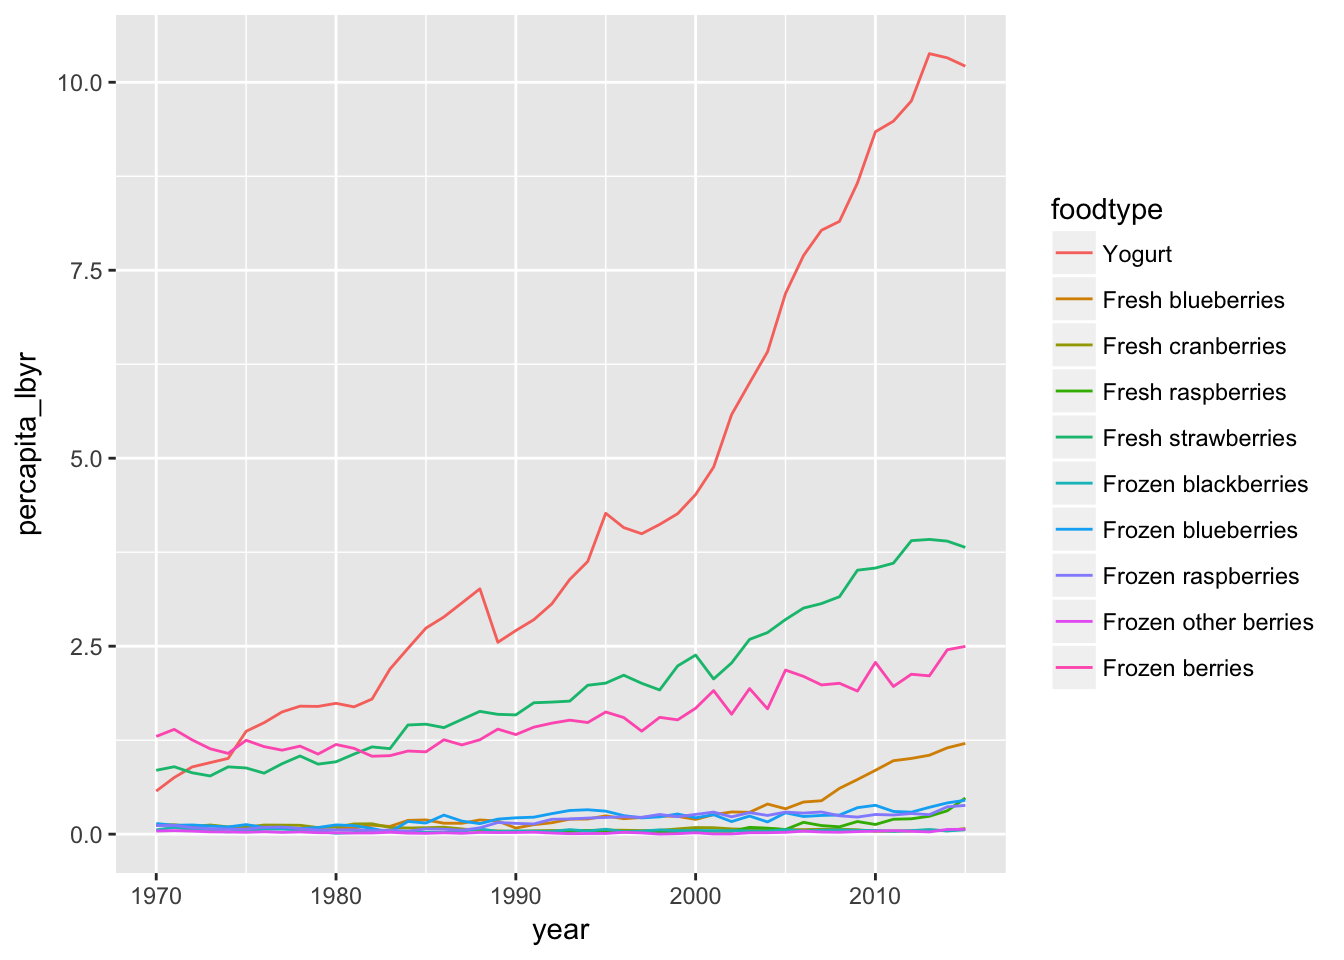 10.0
7.5
5.0
2.5
0.0
percapita_lbyr
1970 1980 1990 2000 2010
year
foodtype
Yogurt
Fresh blueberries
Fresh cranberries
Fresh raspberries
Fresh strawberries
Frozen blackberries
Frozen blueberries
Frozen raspberries
Frozen other berries
Frozen berries